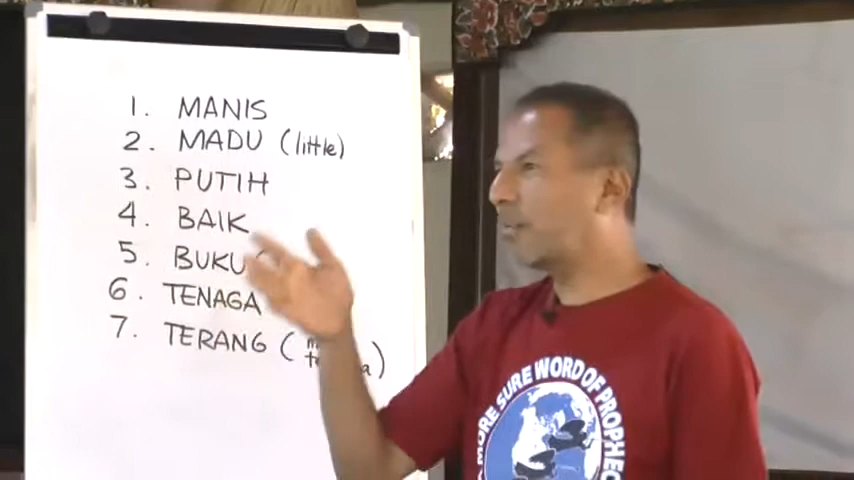 1. MANIS
2. MADU (little)
3. PUTIH
4. BAIK
5. BUKU
6. TENAGA
7. TERANG (
MORE SURE WORD OF PROPHEC